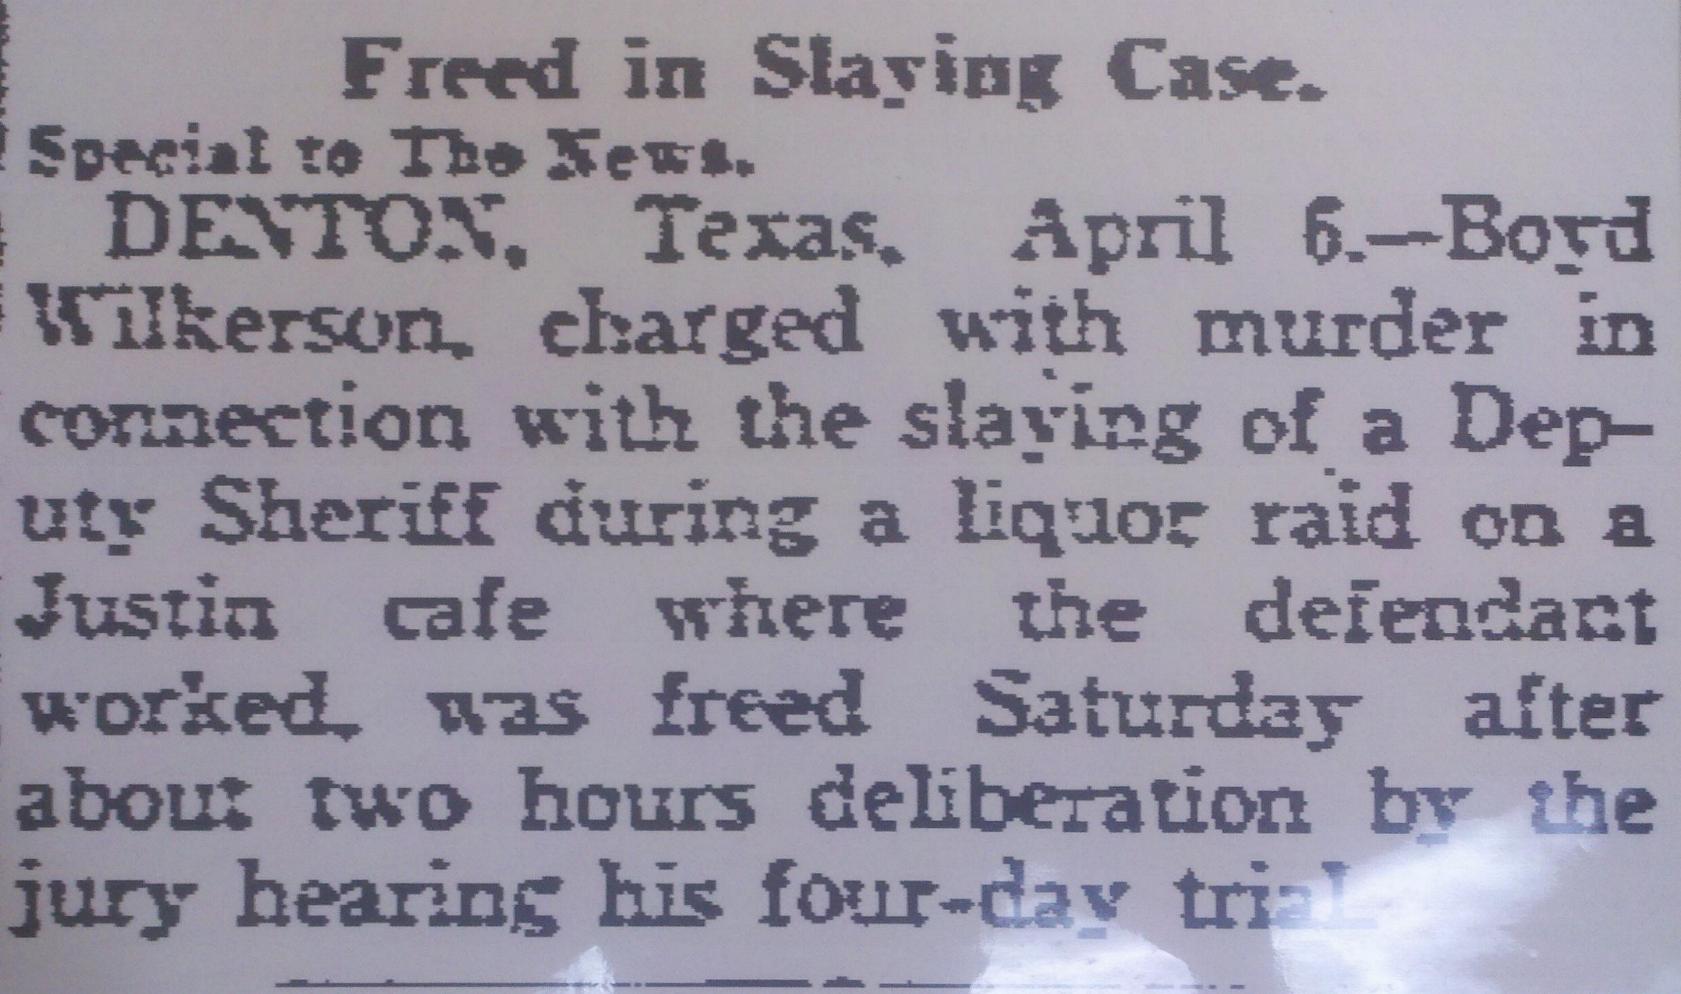 Freed in Slaying Case.
Special to The News.
DENTON, Texas, April 6.—Boyd
Wilkerson, charged with murder in
connection with the slaying of a Dep-
uty Sheriff during a liquor raid on a
Justin cafe where the defendant
worked, was freed Saturday after
about two hours deliberation by the
jury hearing his four-day trial